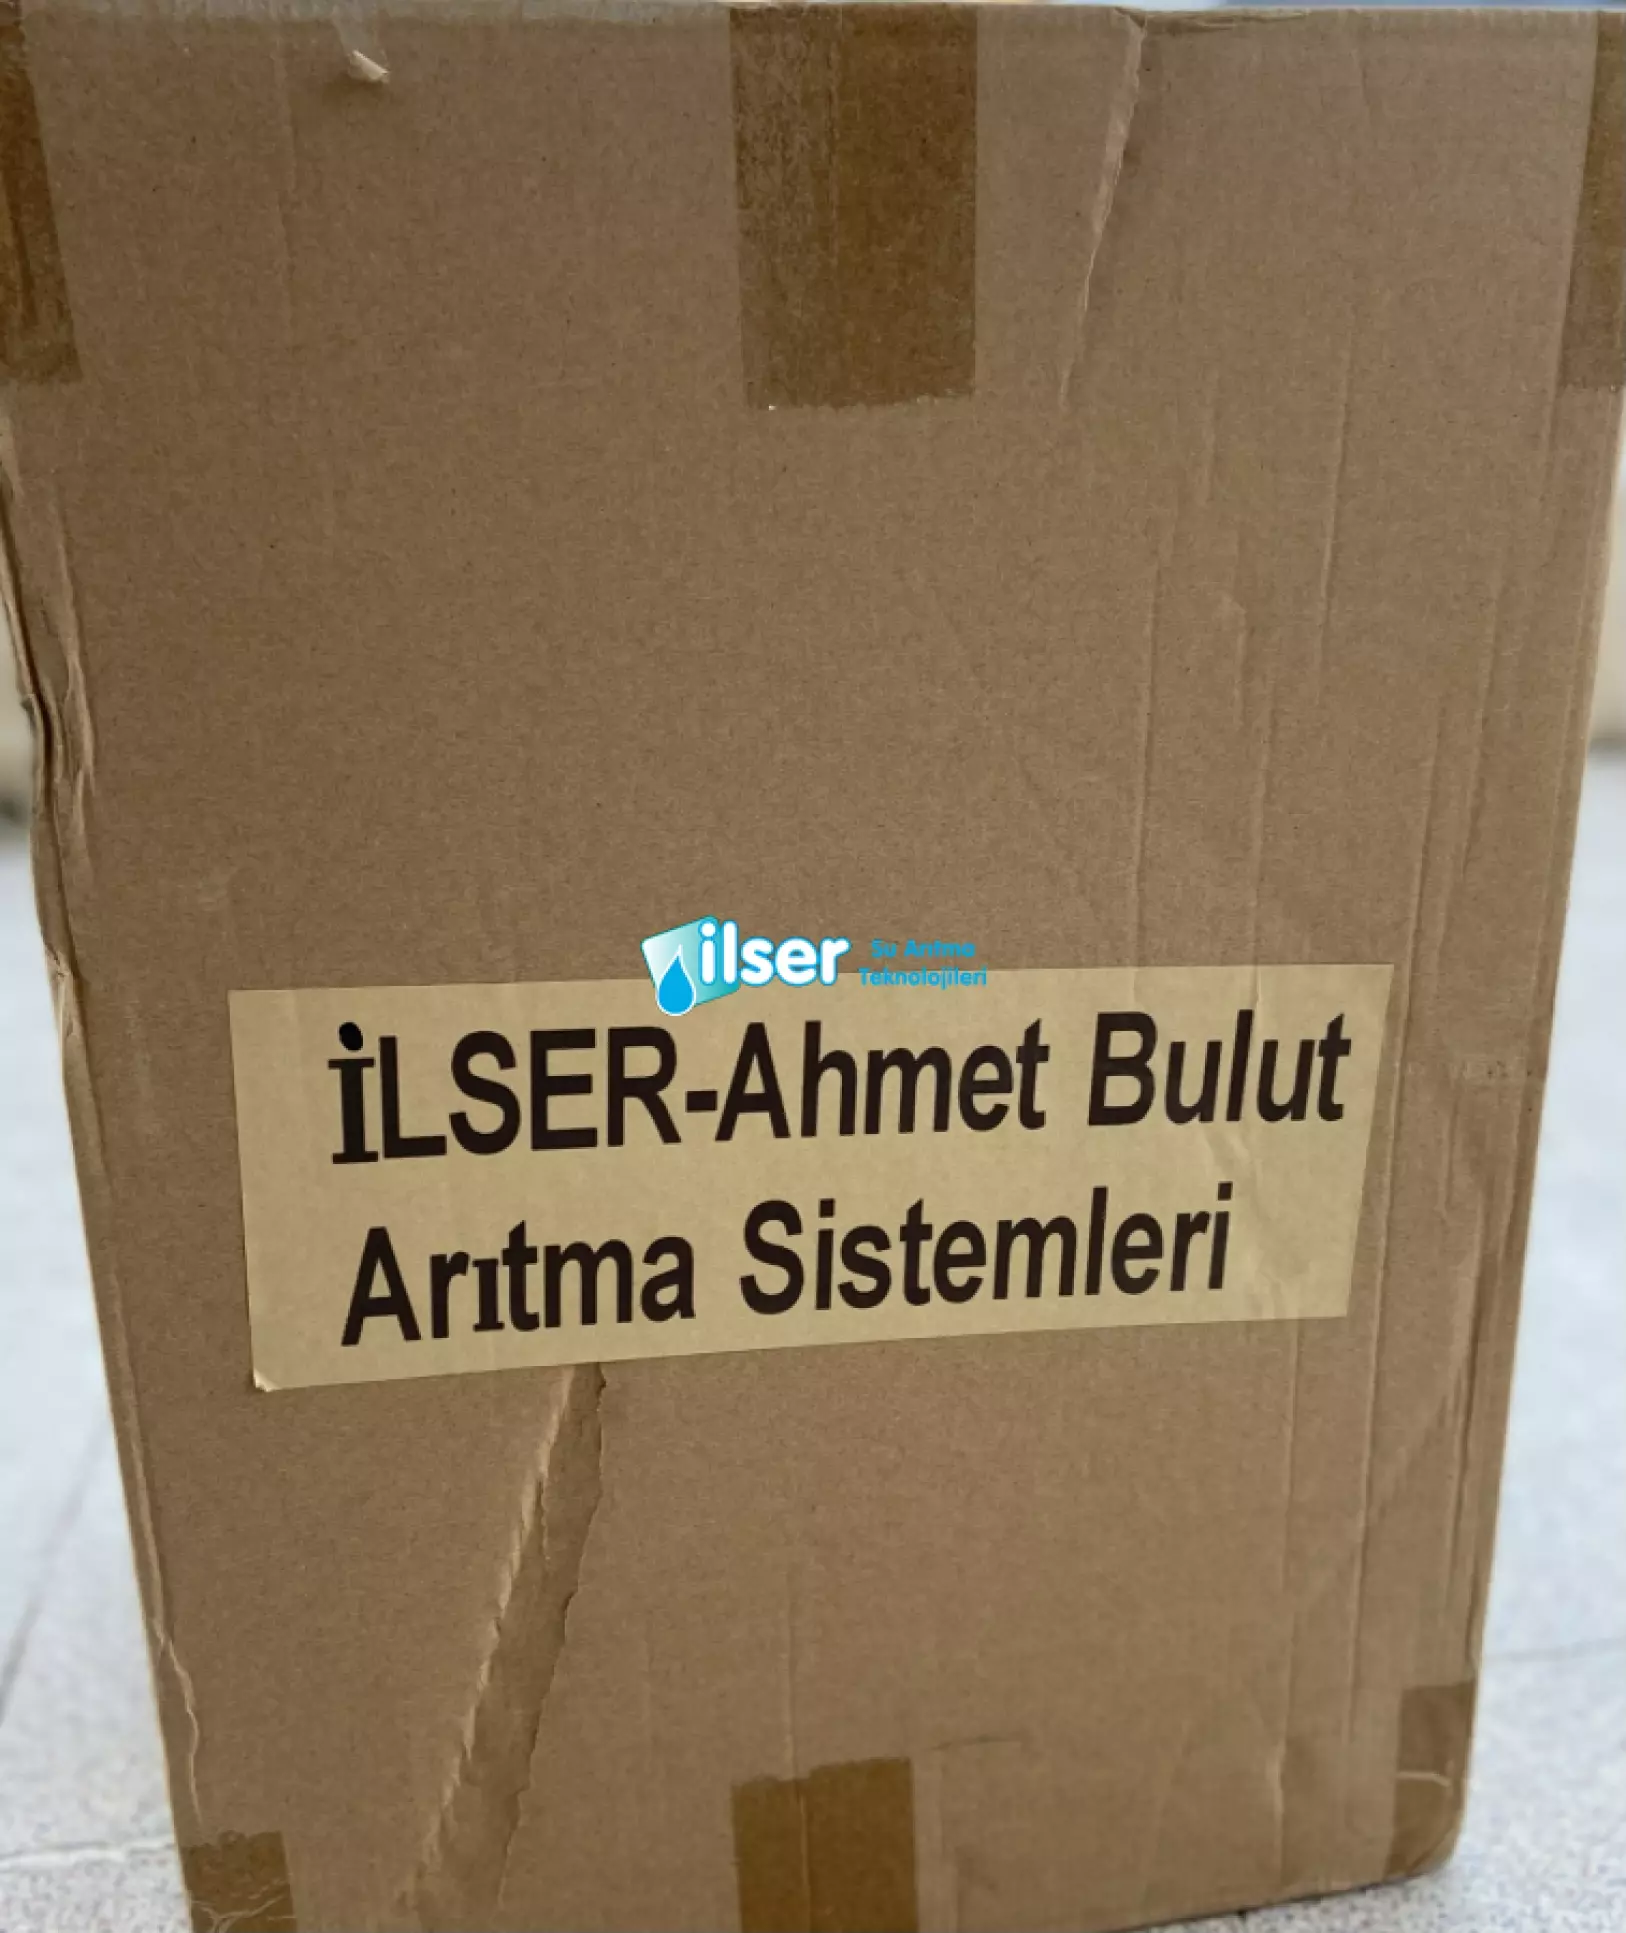 ilser Su Arıtma
Teknolojileri
İLSER-Ahmet Bulut
Arıtma Sistemleri